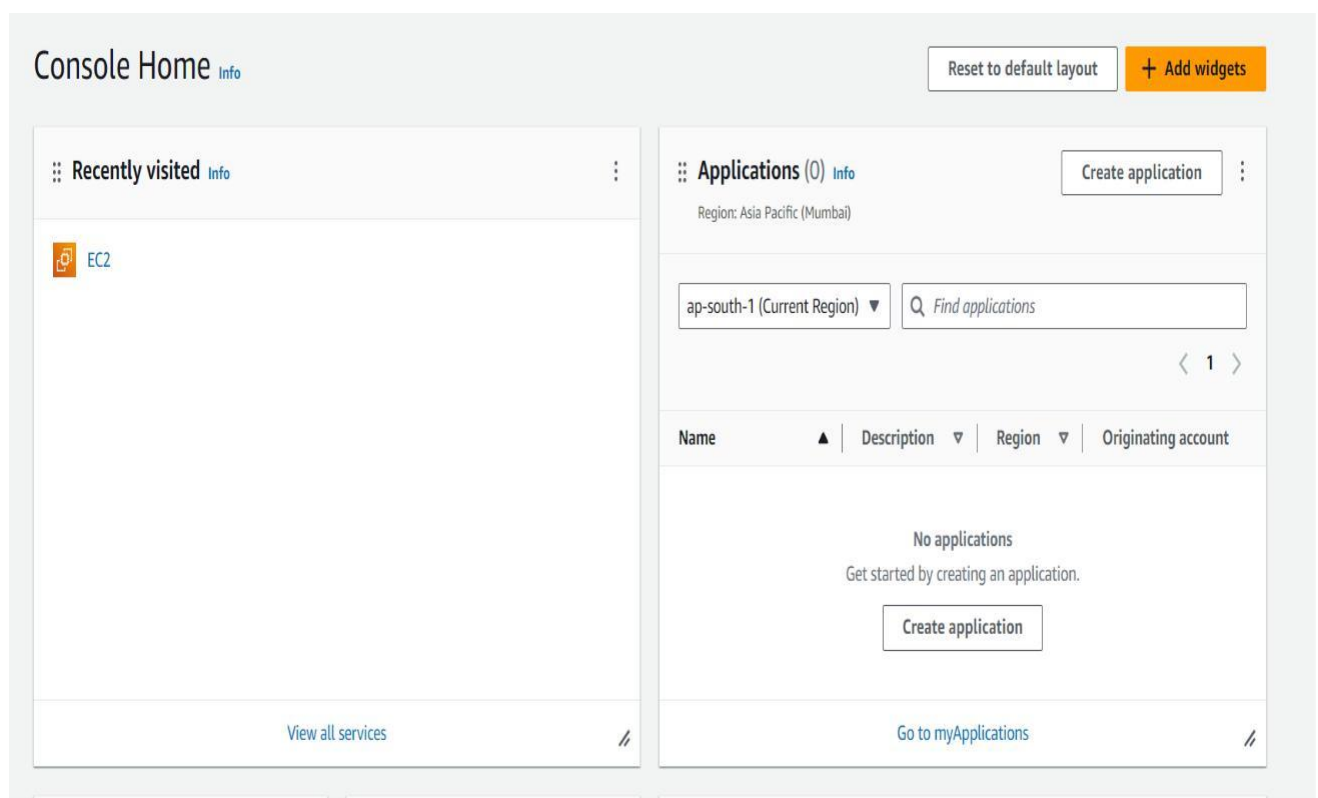 Console Home Info
Reset to default layout
+ Add widgets
Recently visited Info
EC2
View all services
Applications (0) Info
Create application
Region: Asia Pacific (Mumbai)
ap-south-1 (Current Region)
Find applications
1
Name
Description
Region
Originating account
No applications
Get started by creating an application.
Create application
Go to myApplications